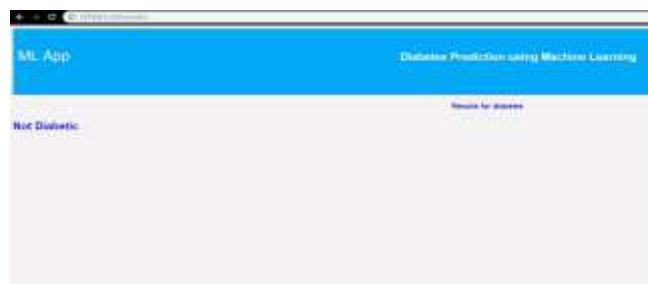 ML App
Diabetes Prediction using Machine Learning
Results for diabetes
Not Diabetic